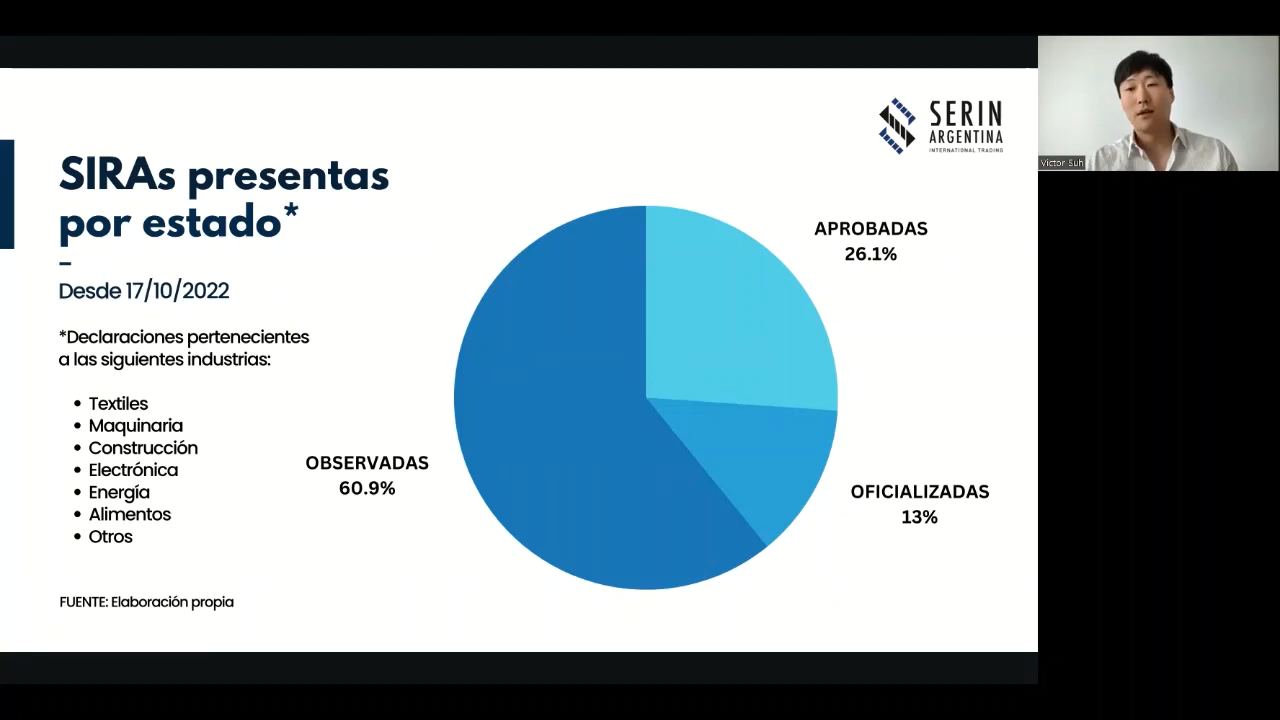 SERIN
ARGENTINA
INTERNATIONAL TRADING
Victor Suh
SIRAs presentas
por estado*
–
Desde 17/10/2022
*Declaraciones pertenecientes
a las siguientes industrias:
• Textiles
• Maquinaria
• Construcción
• Electrónica
• Energía
• Alimentos
• Otros
FUENTE: Elaboración propia
APROBADAS
26.1%
OBSERVADAS
60.9%
OFICIALIZADAS
13%